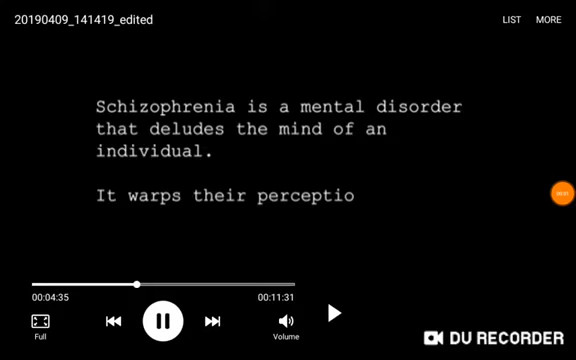 20190409_141419_edited
LIST MORE
Schizophrenia is a mental disorder
that deludes the mind of an
individual.
It warps their perceptio
00:04:35
00:11:31
Full
Volume
DU RECORDER